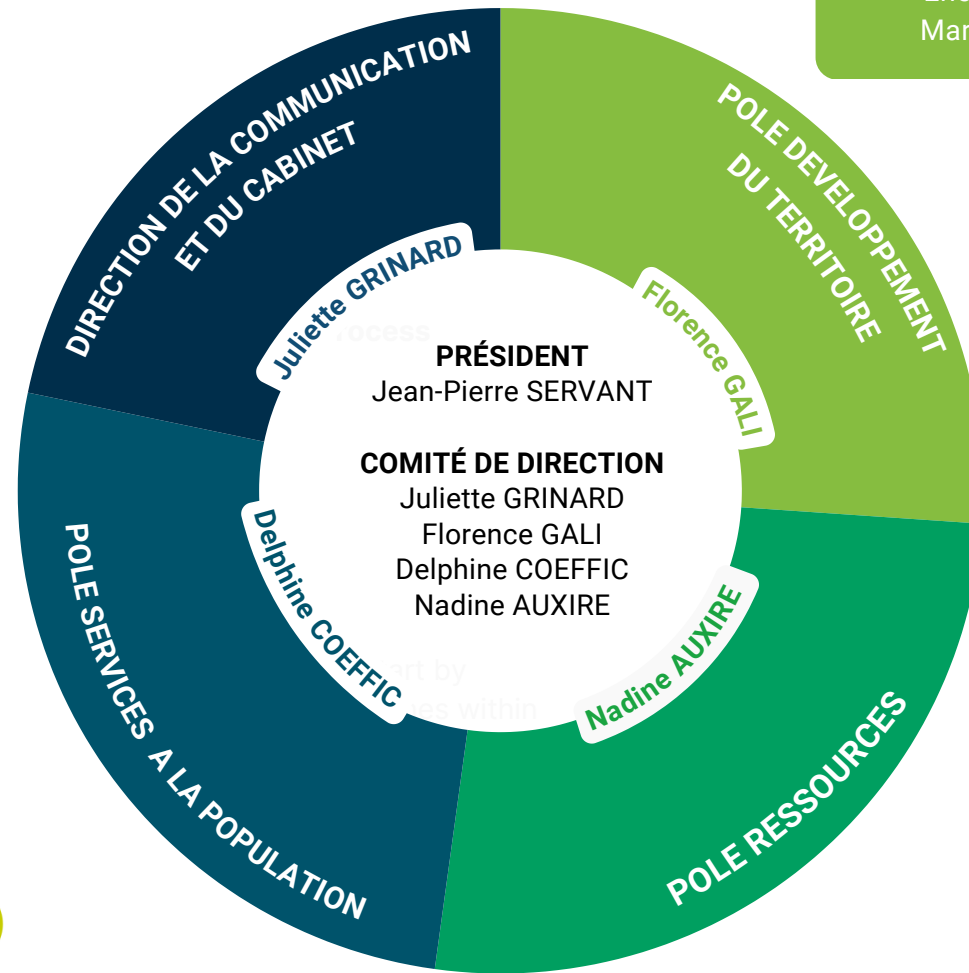 Mar
DIRECTION DE LA COMMUNICATION
ET DU CABINET
POLE DEVELOPPEMENT
DU TERRITOIRE
Juliette GRINARD
Florence GALI
PRÉSIDENT
Jean-Pierre SERVANT
COMITÉ DE DIRECTION
Juliette GRINARD
Florence GALI
Delphine COEFFIC
Nadine AUXIRE
Delphine COEFFIC
Nadine AUXIRE
POLE SERVICES A LA POPULATION
POLE RESSOURCES